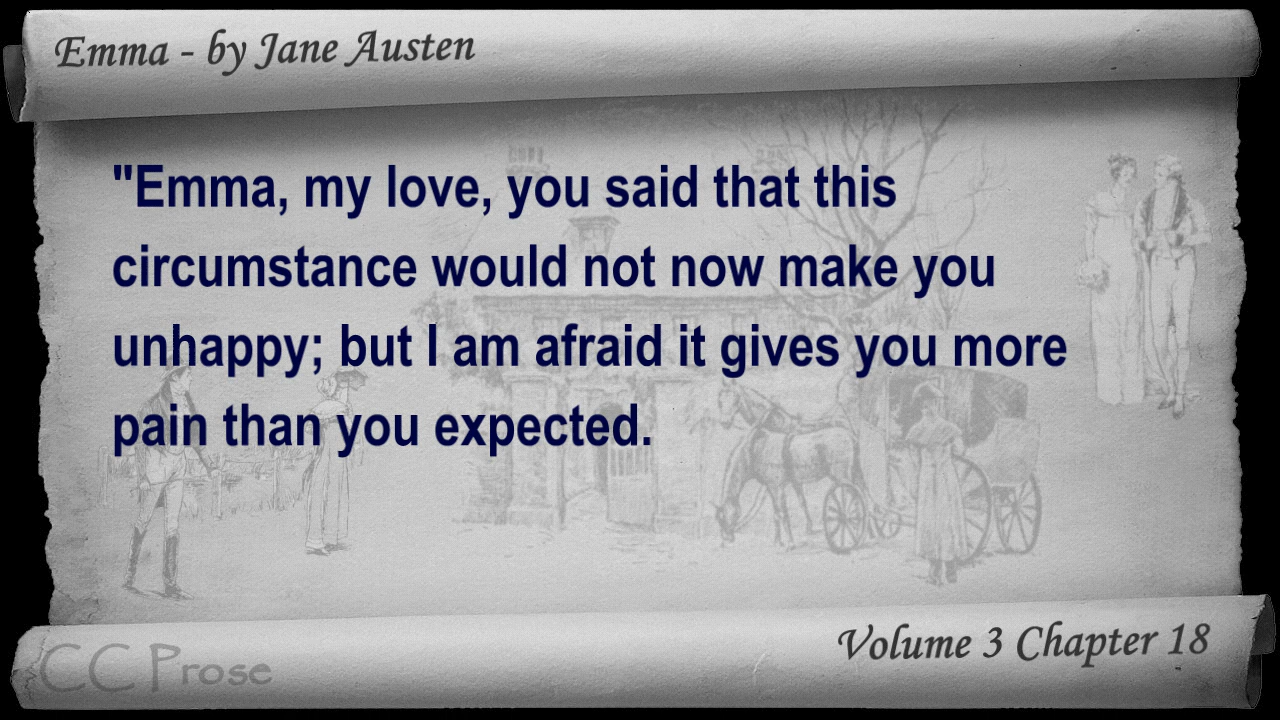 Emma - by Jane Austen
"Emma, my love, you said that this
circumstance would not now make you
unhappy; but I am afraid it gives you more
pain than you expected.
Volume 3 Chapter 18
CC Prose